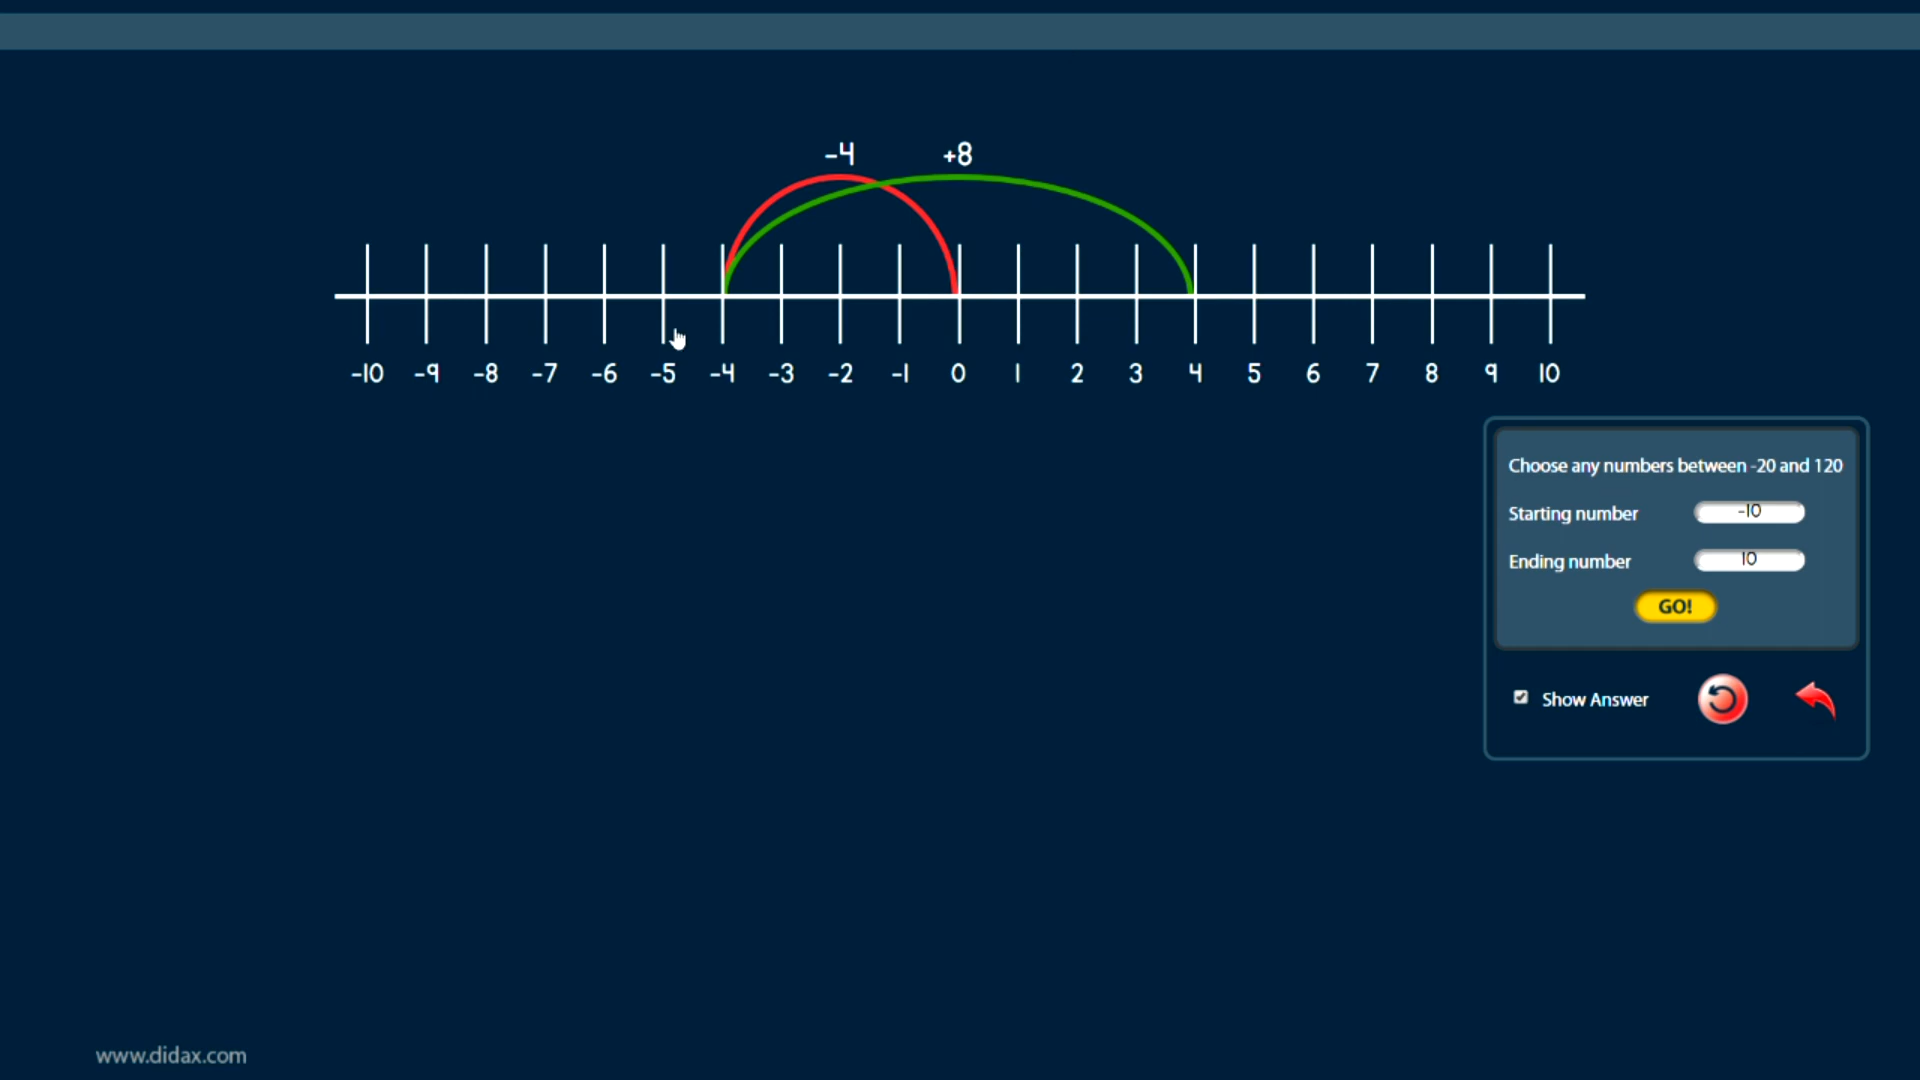 -4 +8
-10 -9 -8 -7 -6 -5 -4 -3 -2 -1 0 1 2 3 4 5 6 7 8 9 10
Choose any numbers between -20 and 120
Starting number -10
Ending number 10
GO!
Show Answer
www.didax.com